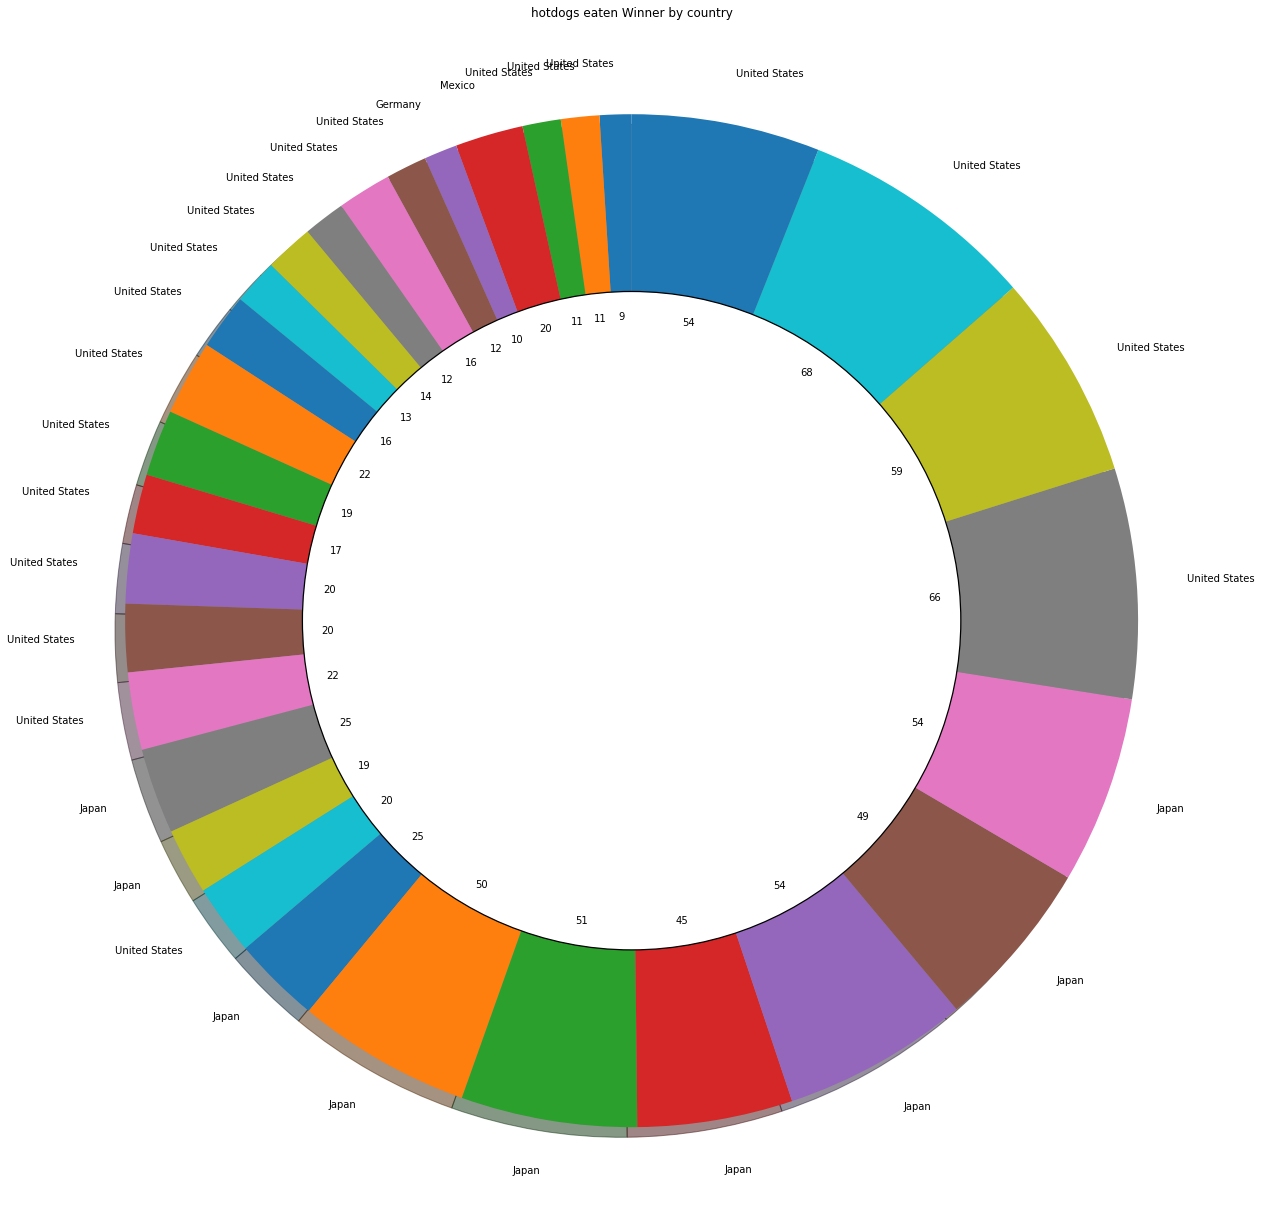 hotdogs eaten Winner by country
United States
United States
United States
United States
Japan
Japan
Japan
Japan
Japan
Japan
Japan
United States
Japan
Japan
United States
United States
United States
United States
United States
United States
United States
United States
United States
United States
United States
United States
Germany
Mexico
United States
United States
United States
54
68
59
66
54
49
54
45
51
50
25
20
19
25
22
20
20
17
19
22
16
13
14
12
16
12
10
20
11
11
9